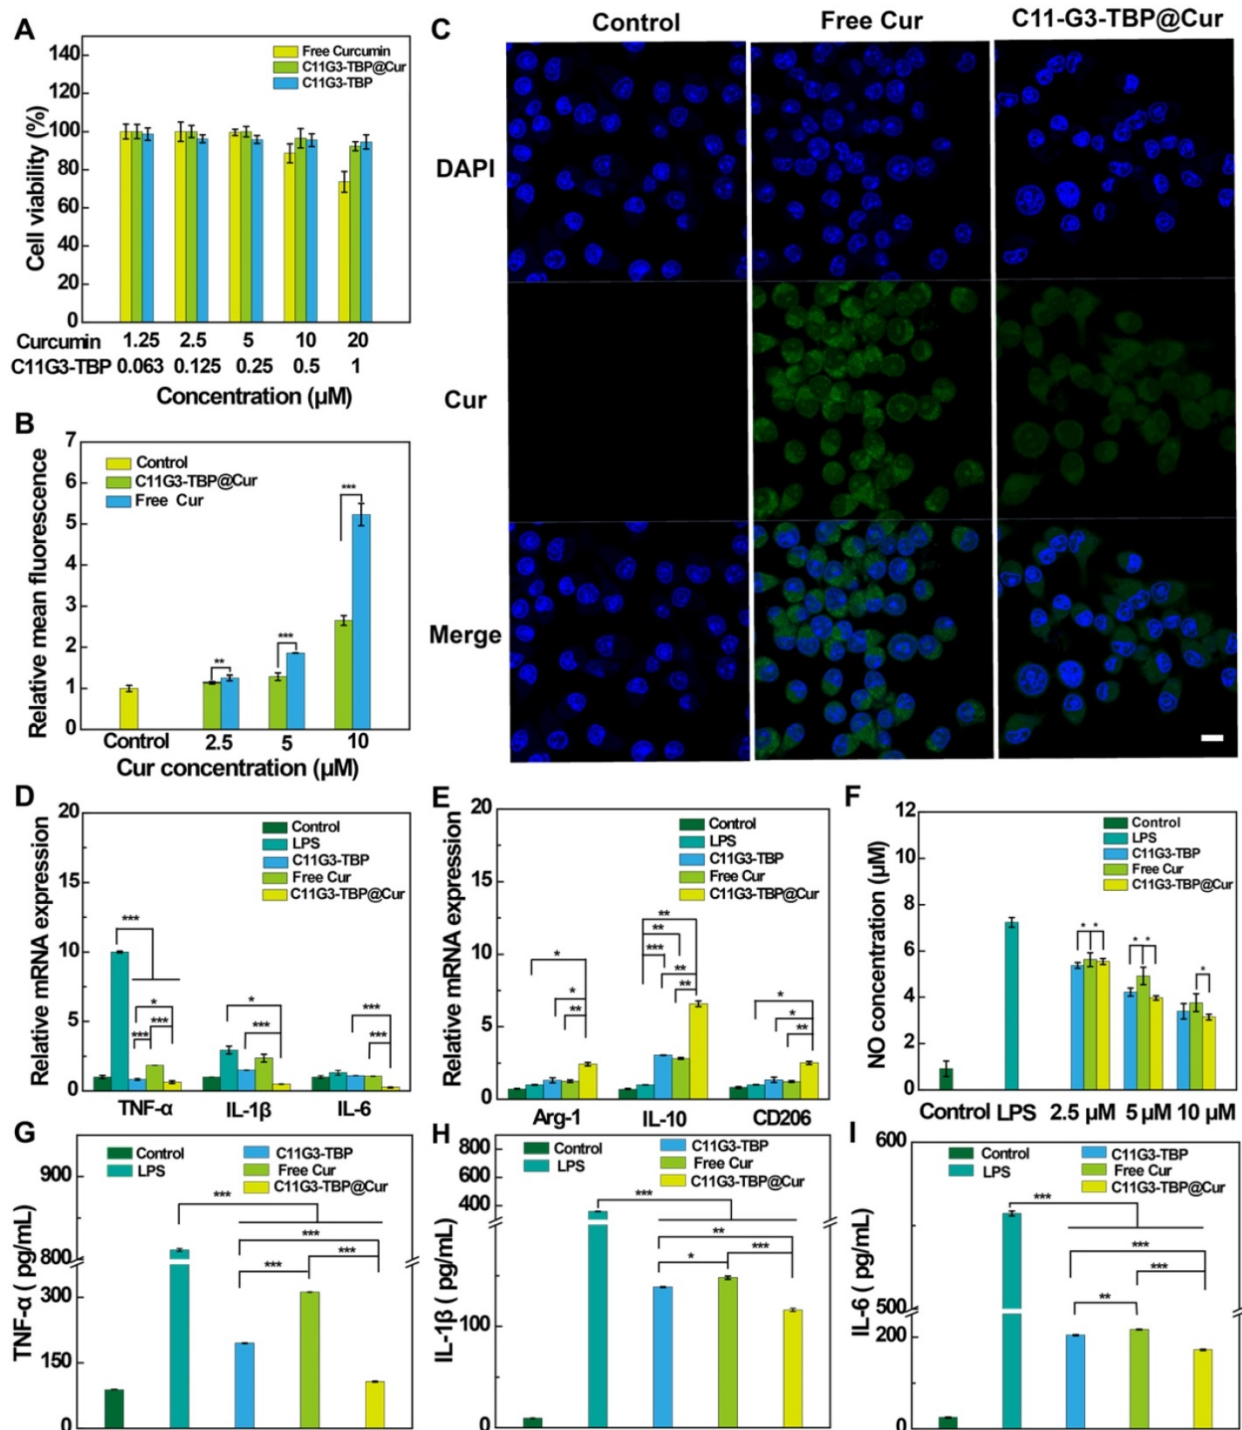 A
140
120
100
80
60
40
20
0
Cell viability (%)
Free Curcumin
C11G3-TBP@Cur
C11G3-TBP
Curcumin 1.25 2.5 5 10 20
C11G3-TBP 0.063 0.125 0.25 0.5 1
Concentration (µM)
B
7
6
5
4
3
2
1
0
Relative mean fluorescence
Control
C11G3-TBP@Cur
Free Cur
**
***
***
Control 2.5 5 10
Cur concentration (µM)
C
Control Free Cur C11-G3-TBP@Cur
DAPI
Cur
Merge
D
20
15
10
5
0
Relative mRNA expression
Control
LPS
C11G3-TBP
Free Cur
C11G3-TBP@Cur
***
*
***
***
*
***
***
***
TNF-α IL-1β IL-6
E
20
15
10
5
0
Relative mRNA expression
Control
LPS
C11G3-TBP
Free Cur
C11G3-TBP@Cur
*
*
**
**
**
***
**
**
*
*
**
Arg-1 IL-10 CD206
F
12
10
8
6
4
2
0
NO concentration (µM)
Control
LPS
C11G3-TBP
Free Cur
C11G3-TBP@Cur
* *
* *
*
Control LPS 2.5 µM 5 µM 10 µM
G
900
800
300
150
0
TNF-α ( pg/mL)
Control
LPS
C11G3-TBP
Free Cur
C11G3-TBP@Cur
***
***
***
***
H
800
600
400
200
100
0
IL-1β ( pg/mL)
Control
LPS
C11G3-TBP
Free Cur
C11G3-TBP@Cur
***
**
***
*
I
600
500
200
0
IL-6 ( pg/mL)
Control
LPS
C11G3-TBP
Free Cur
C11G3-TBP@Cur
***
***
***
**